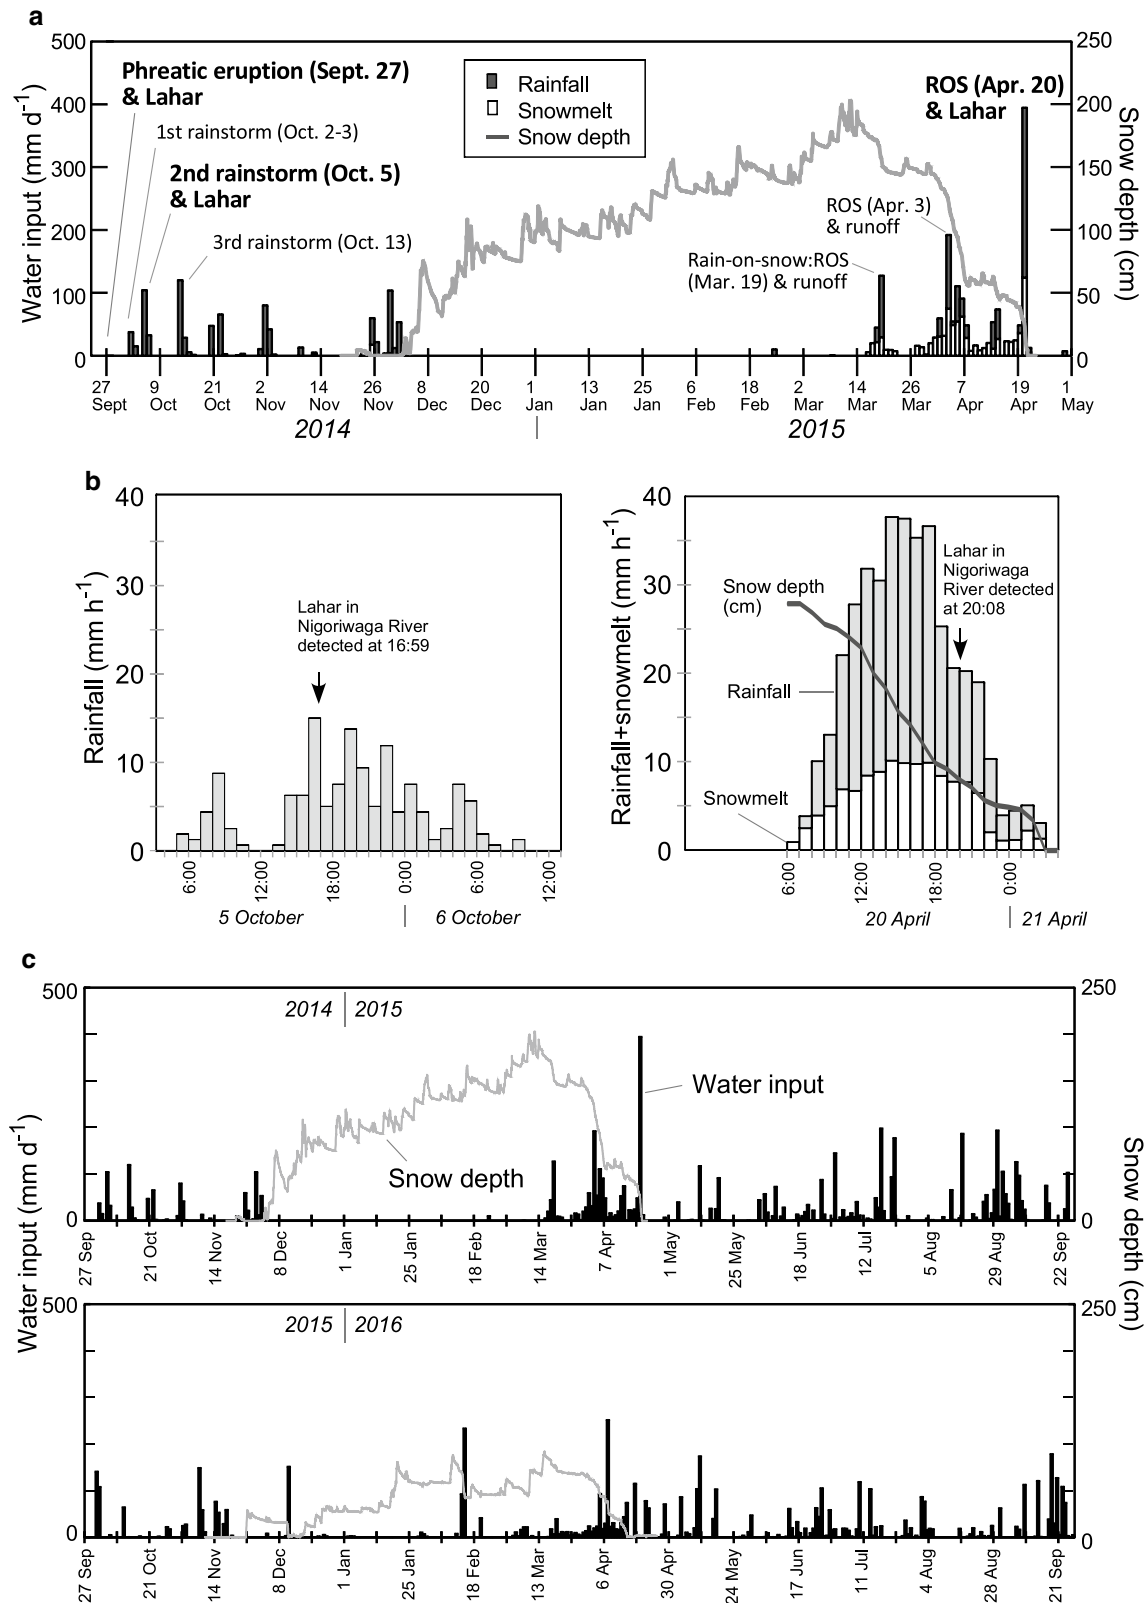 a
500
400
300
200
100
0
Water input (mm d-1)
250
200
150
100
50
0
Snow depth (cm)
Phreatic eruption (Sept. 27)
& Lahar
1st rainstorm (Oct. 2-3)
2nd rainstorm (Oct. 5)
& Lahar
3rd rainstorm (Oct. 13)
Rainfall
Snowmelt
Snow depth
ROS (Apr. 20)
& Lahar
ROS (Apr. 3)
& runoff
Rain-on-snow:ROS
(Mar. 19) & runoff
27 9 21 2 14 26 8 20 1 13 25 6 18 2 14 26 7 19 1
Sept Oct Oct Nov Nov Nov Dec Dec Jan Jan Jan Feb Feb Mar Mar Mar Apr Apr May
2014 | 2015
b
40
30
20
10
0
Rainfall (mm h-1)
Lahar in
Nigoriwaga River
detected at 16:59
6:00 12:00 18:00 0:00 6:00 12:00
5 October | 6 October
40
30
20
10
0
Rainfall+snowmelt (mm h-1)
Snow depth
(cm)
Rainfall
Snowmelt
Lahar in
Nigoriwaga
River detected
at 20:08
6:00 12:00 18:00 0:00
20 April | 21 April
c
500
0
250
0
2014 | 2015
Water input
Snow depth
27 Sep 21 Oct 14 Nov 8 Dec 1 Jan 25 Jan 18 Feb 14 Mar 7 Apr 1 May 25 May 18 Jun 12 Jul 5 Aug 29 Aug 22 Sep
Water input (mm d-1)
Snow depth (cm)
500
0
250
0
2015 | 2016
27 Sep 21 Oct 14 Nov 8 Dec 1 Jan 25 Jan 18 Feb 13 Mar 6 Apr 30 Apr 24 May 17 Jun 11 Jul 4 Aug 28 Aug 21 Sep